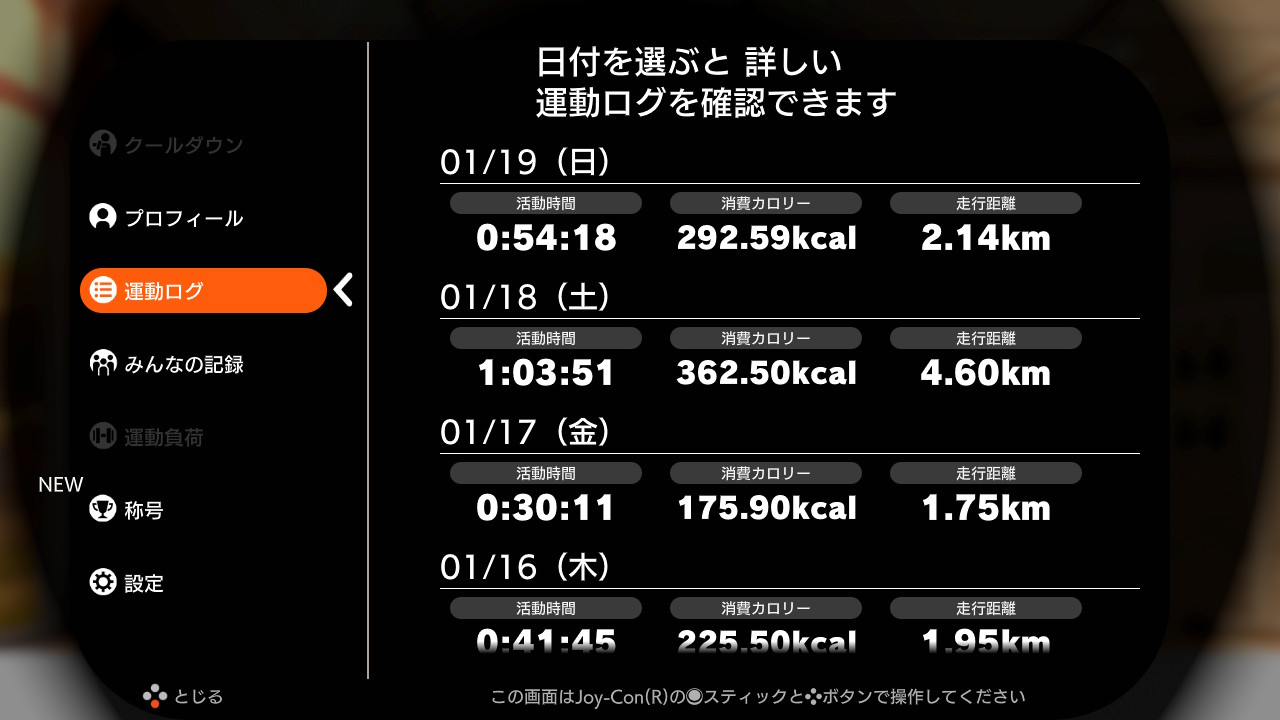 日付を選ぶと 詳しい
運動ログを確認できます
クールダウン
プロフィール
運動ログ
みんなの記録
運動負荷
NEW
称号
設定
01/19（日）
活動時間 消費カロリー 走行距離
0:54:18 292.59kcal 2.14km
01/18（土）
活動時間 消費カロリー 走行距離
1:03:51 362.50kcal 4.60km
01/17（金）
活動時間 消費カロリー 走行距離
0:30:11 175.90kcal 1.75km
01/16（木）
活動時間 消費カロリー 走行距離
0:41:45 225.50kcal 1.95km
とじる
この画面はJoy-Con(R)のスティックとボタンで操作してください